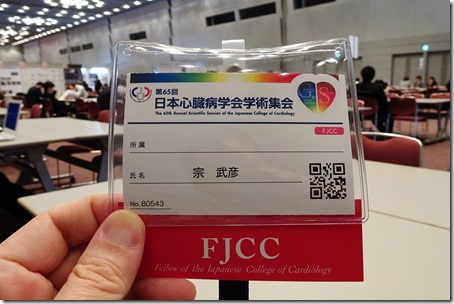 第65回
日本心臓病学会学術集会
The 65th Annual Scientific Session of the Japanese College of Cardiology
FJCC
所属
氏名 宗 武彦
No. 80543
FJCC
Fellow of the Japanese College of Cardiology